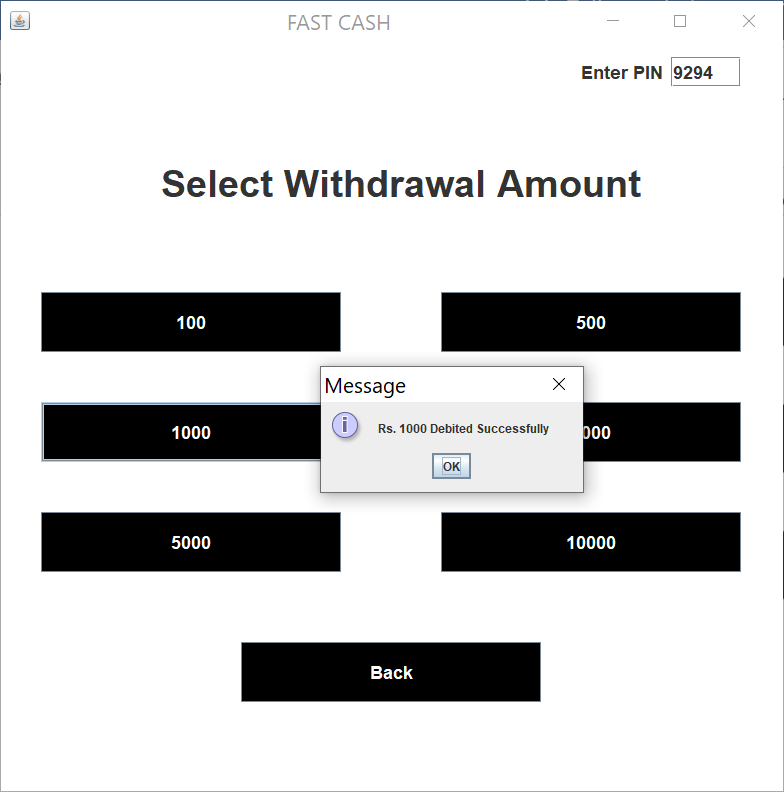 FAST CASH
Enter PIN 9294
Select Withdrawal Amount
100
500
Message
Rs. 1000 Debited Successfully
OK
1000
000
5000
10000
Back